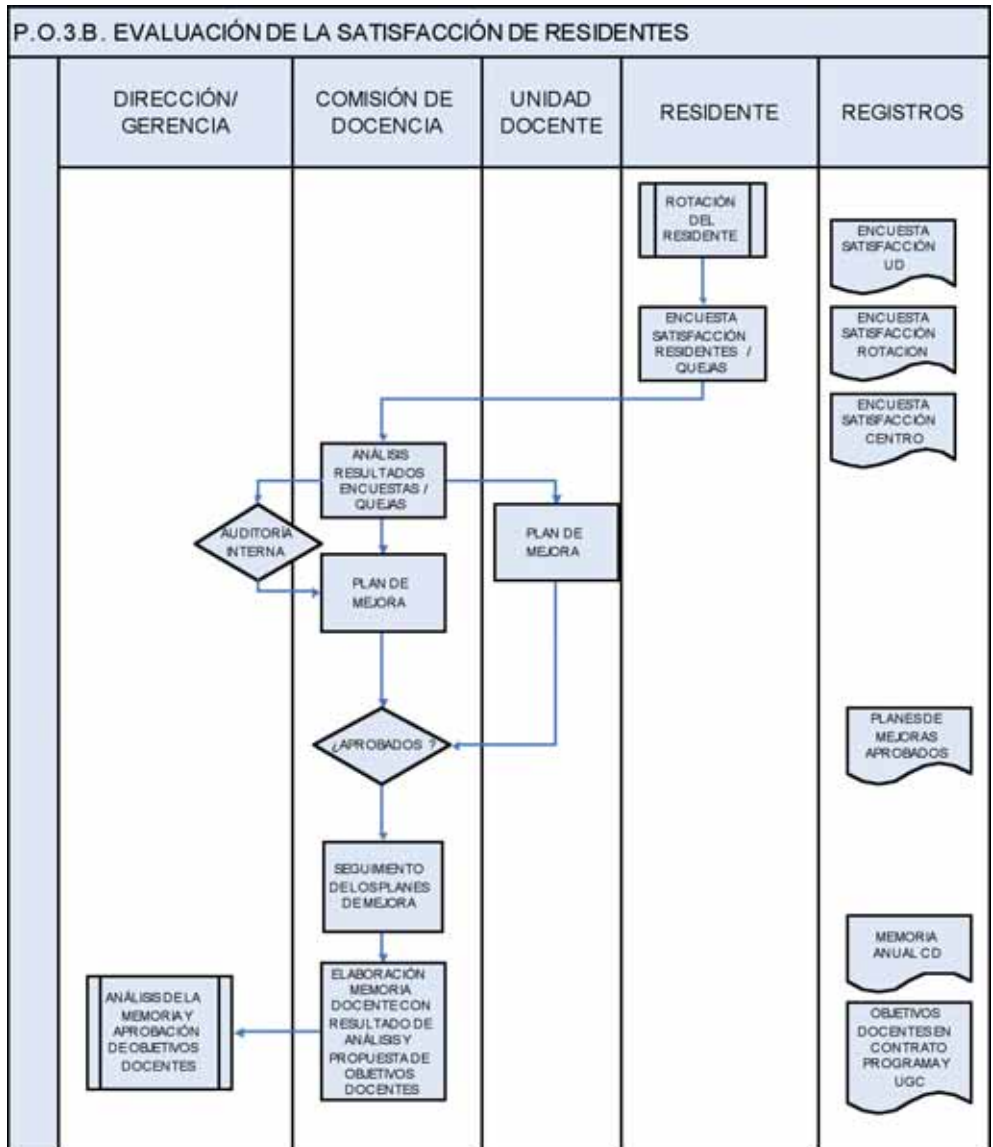 P.O.3.B. EVALUACIÓN DE LA SATISFACCIÓN DE RESIDENTES
DIRECCIÓN/
GERENCIA
COMISIÓN DE
DOCENCIA
UNIDAD
DOCENTE
RESIDENTE
REGISTROS
ROTACIÓN
DEL
RESIDENTE
ENCUESTA
SATISFACCIÓN
UD
ENCUESTA
SATISFACCIÓN
RESIDENTES /
QUEJAS
ENCUESTA
SATISFACCIÓN
ROTACION
ENCUESTA
SATISFACCIÓN
CENTRO
ANÁLISIS
RESULTADOS
ENCUESTAS /
QUEJAS
AUDITORÍA
INTERNA
PLAN DE
MEJORA
PLAN DE
MEJORA
¿APROBADOS ?
PLANES DE
MEJORAS
APROBADOS
SEGUIMIENTO
DE LOS PLANES
DE MEJORA
MEMORIA
ANUAL CD
ELABORACIÓN
MEMORIA
DOCENTE CON
RESULTADO DE
ANÁLISIS Y
PROPUESTA DE
OBJETIVOS
DOCENTES
ANÁLISIS DE LA
MEMORIA Y
APROBACIÓN
DE OBJETIVOS
DOCENTES
OBJETIVOS
DOCENTES EN
CONTRATO
PROGRAMA Y
UGC